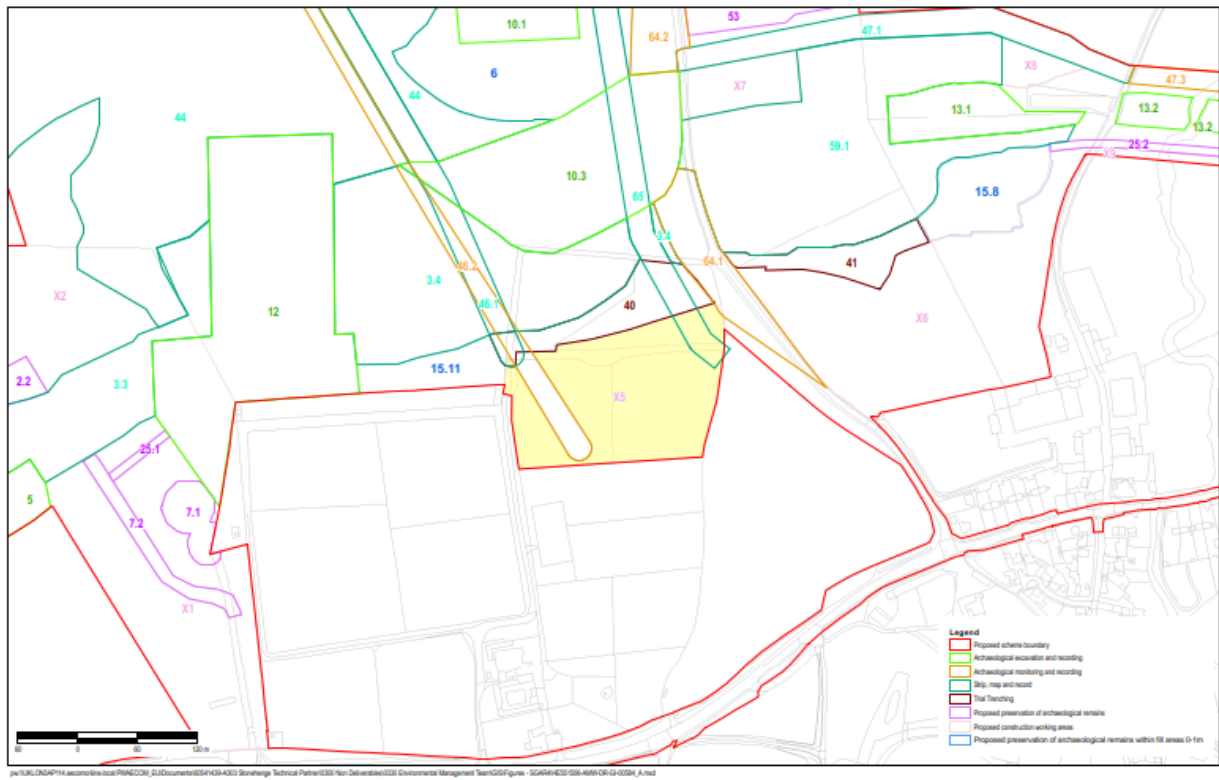 10.1
53
64.2
47.1
6
X7
X8
47.3
44
44
13.1
13.2
13.2
59.1
25.2
X9
10.3
65
15.8
3.4
41
64.1
46.2
X2
3.4
46.1
40
12
X6
15.11
2.2
3.3
X5
25.1
5
7.2
7.1
X1
Legend
Proposed scheme boundary
Archaeological excavation and recording
Archaeological monitoring and recording
Strip, map and record
Trial Trenching
Proposed preservation of archaeological remains
Proposed construction working areas
Proposed preservation of archaeological remains within fill areas 0-1m
60 0 60 120 m